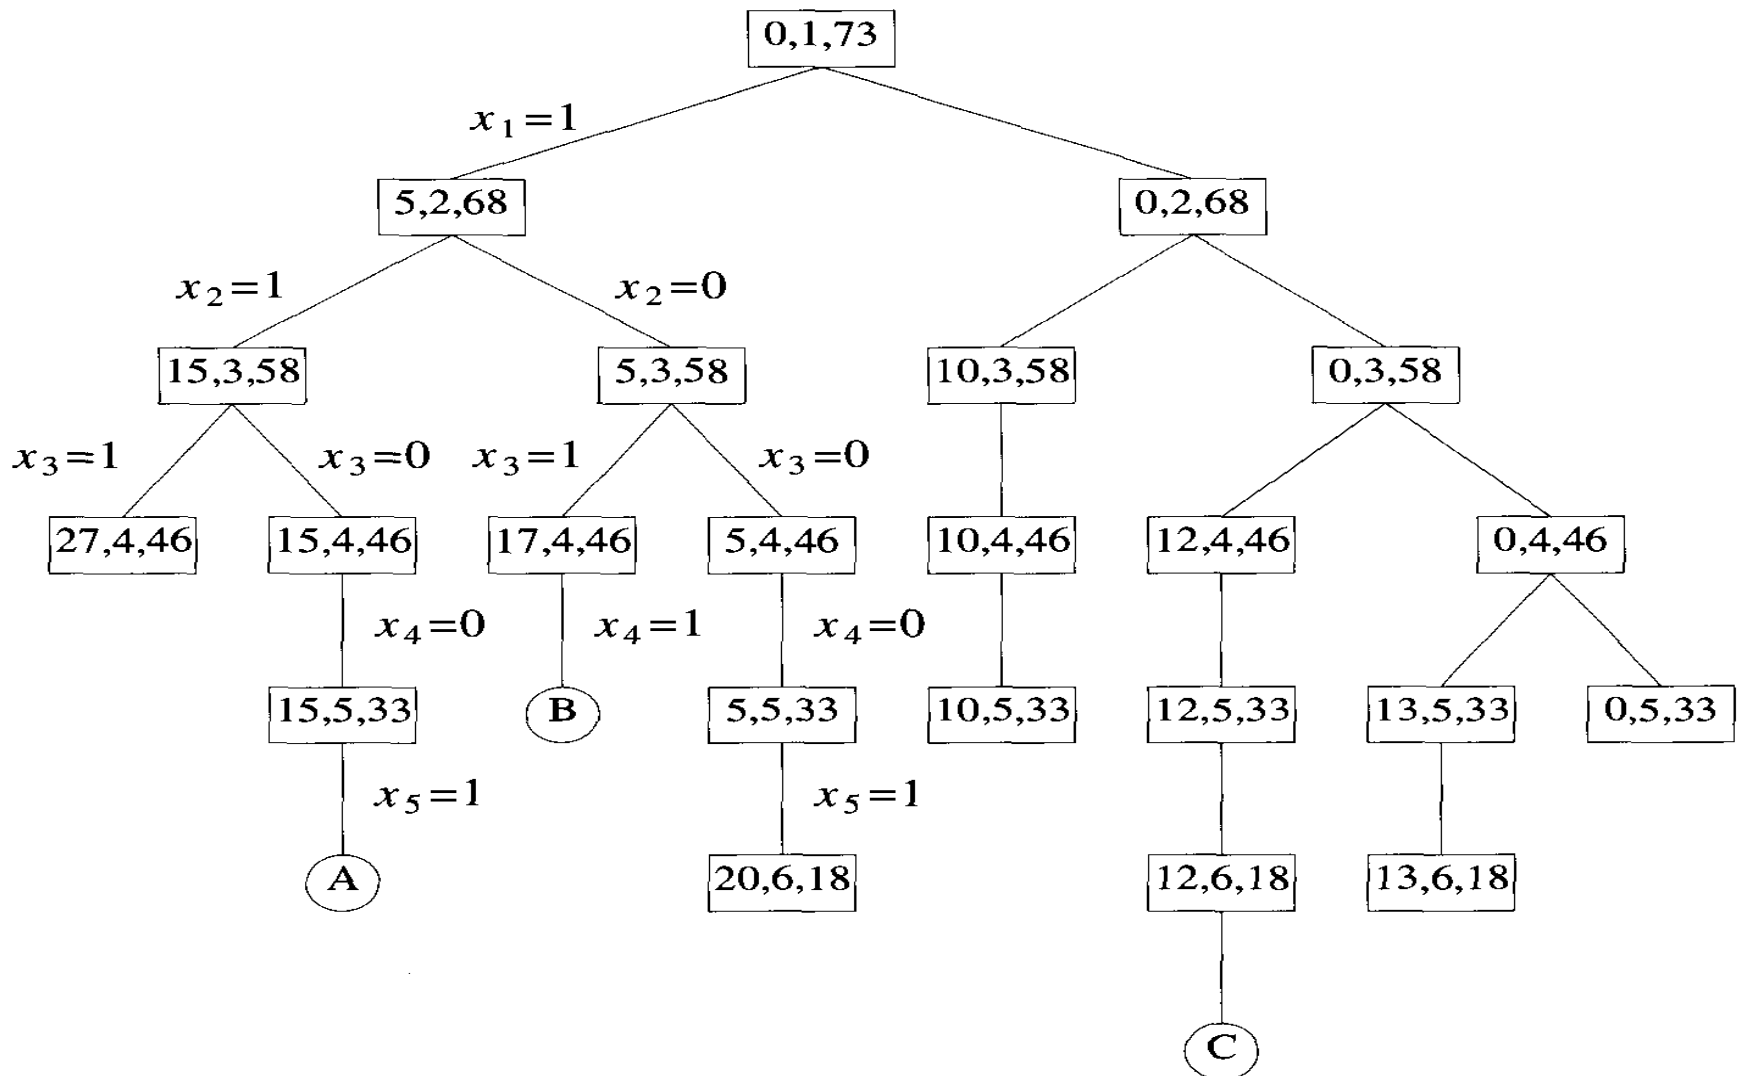 0,1,73
x1=1
5,2,68
0,2,68
x2=1
x2=0
15,3,58
5,3,58
10,3,58
0,3,58
x3=1
x3=0
x3=1
x3=0
27,4,46
15,4,46
17,4,46
5,4,46
10,4,46
12,4,46
0,4,46
x4=0
x4=1
x4=0
15,5,33
B
5,5,33
10,5,33
12,5,33
13,5,33
0,5,33
x5=1
x5=1
A
20,6,18
12,6,18
13,6,18
C